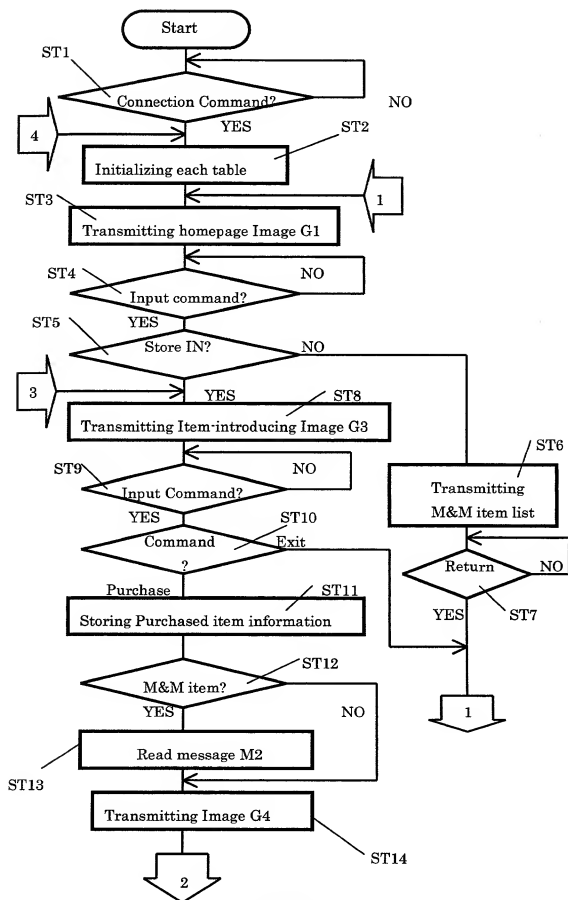 Start
ST1
Connection Command?
NO
YES
4
ST2
Initializing each table
1
ST3
Transmitting homepage Image G1
NO
ST4
Input command?
YES
ST5
Store IN?
NO
3
YES
ST8
Transmitting Item-introducing Image G3
ST6
ST9
NO
Input Command?
Transmitting
M&M item list
YES
ST10
Command
?
Exit
Return
NO
ST7
YES
Purchase
ST11
Storing Purchased item information
ST12
M&M item?
YES
NO
1
Read message M2
ST13
Transmitting Image G4
ST14
2